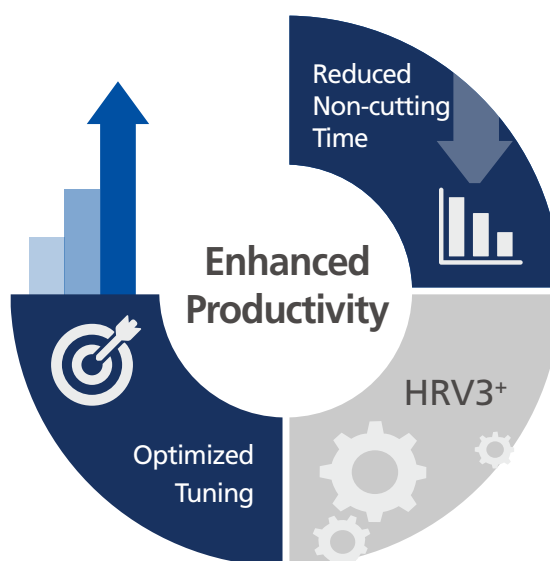 Reduced
Non-cutting
Time
Enhanced
Productivity
HRV3⁺
Optimized
Tuning